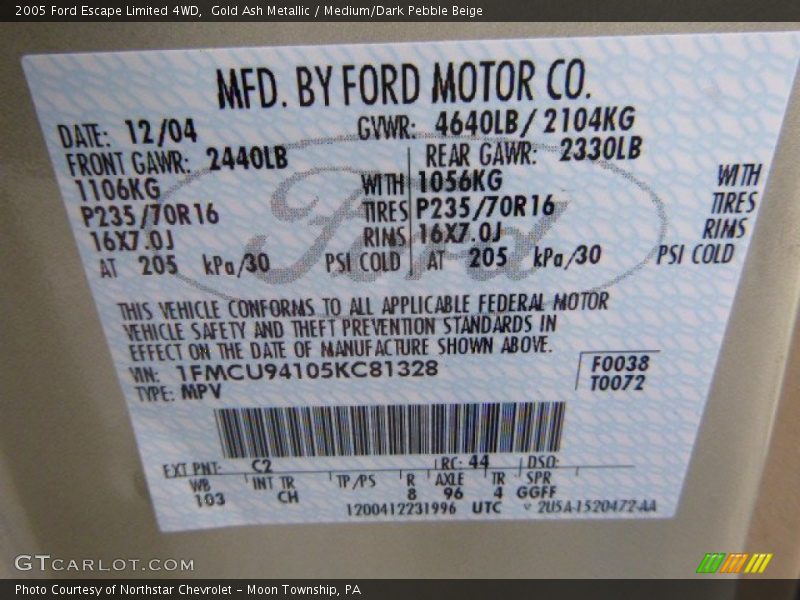 2005 Ford Escape Limited 4WD,  Gold Ash Metallic / Medium/Dark Pebble Beige
MFD. BY FORD MOTOR CO.
DATE: 12/04 GVWR: 4640LB/ 2104KG
FRONT GAWR: 2440LB REAR GAWR: 2330LB
1106KG WITH 1056KG WITH
P235/70R16 TIRES P235/70R16 TIRES
16X7.0J RIMS 16X7.0J RIMS
AT 205 kPa/30 PSI COLD AT 205 kPa/30 PSI COLD
Ford
THIS VEHICLE CONFORMS TO ALL APPLICABLE FEDERAL MOTOR
VEHICLE SAFETY AND THEFT PREVENTION STANDARDS IN
EFFECT ON THE DATE OF MANUFACTURE SHOWN ABOVE.
VIN: 1FMCU94105KC81328 F0038
TYPE: MPV T0072
EXT PNT: C2 RC: 44 DSO:
WB INT TR TP/PS R AXLE TR SPR
103 CH 8 96 4 GGFF
1200412231996 UTC 2U5A-1520472-AA
GTCARLOT.COM
Photo Courtesy of Northstar Chevrolet - Moon Township, PA